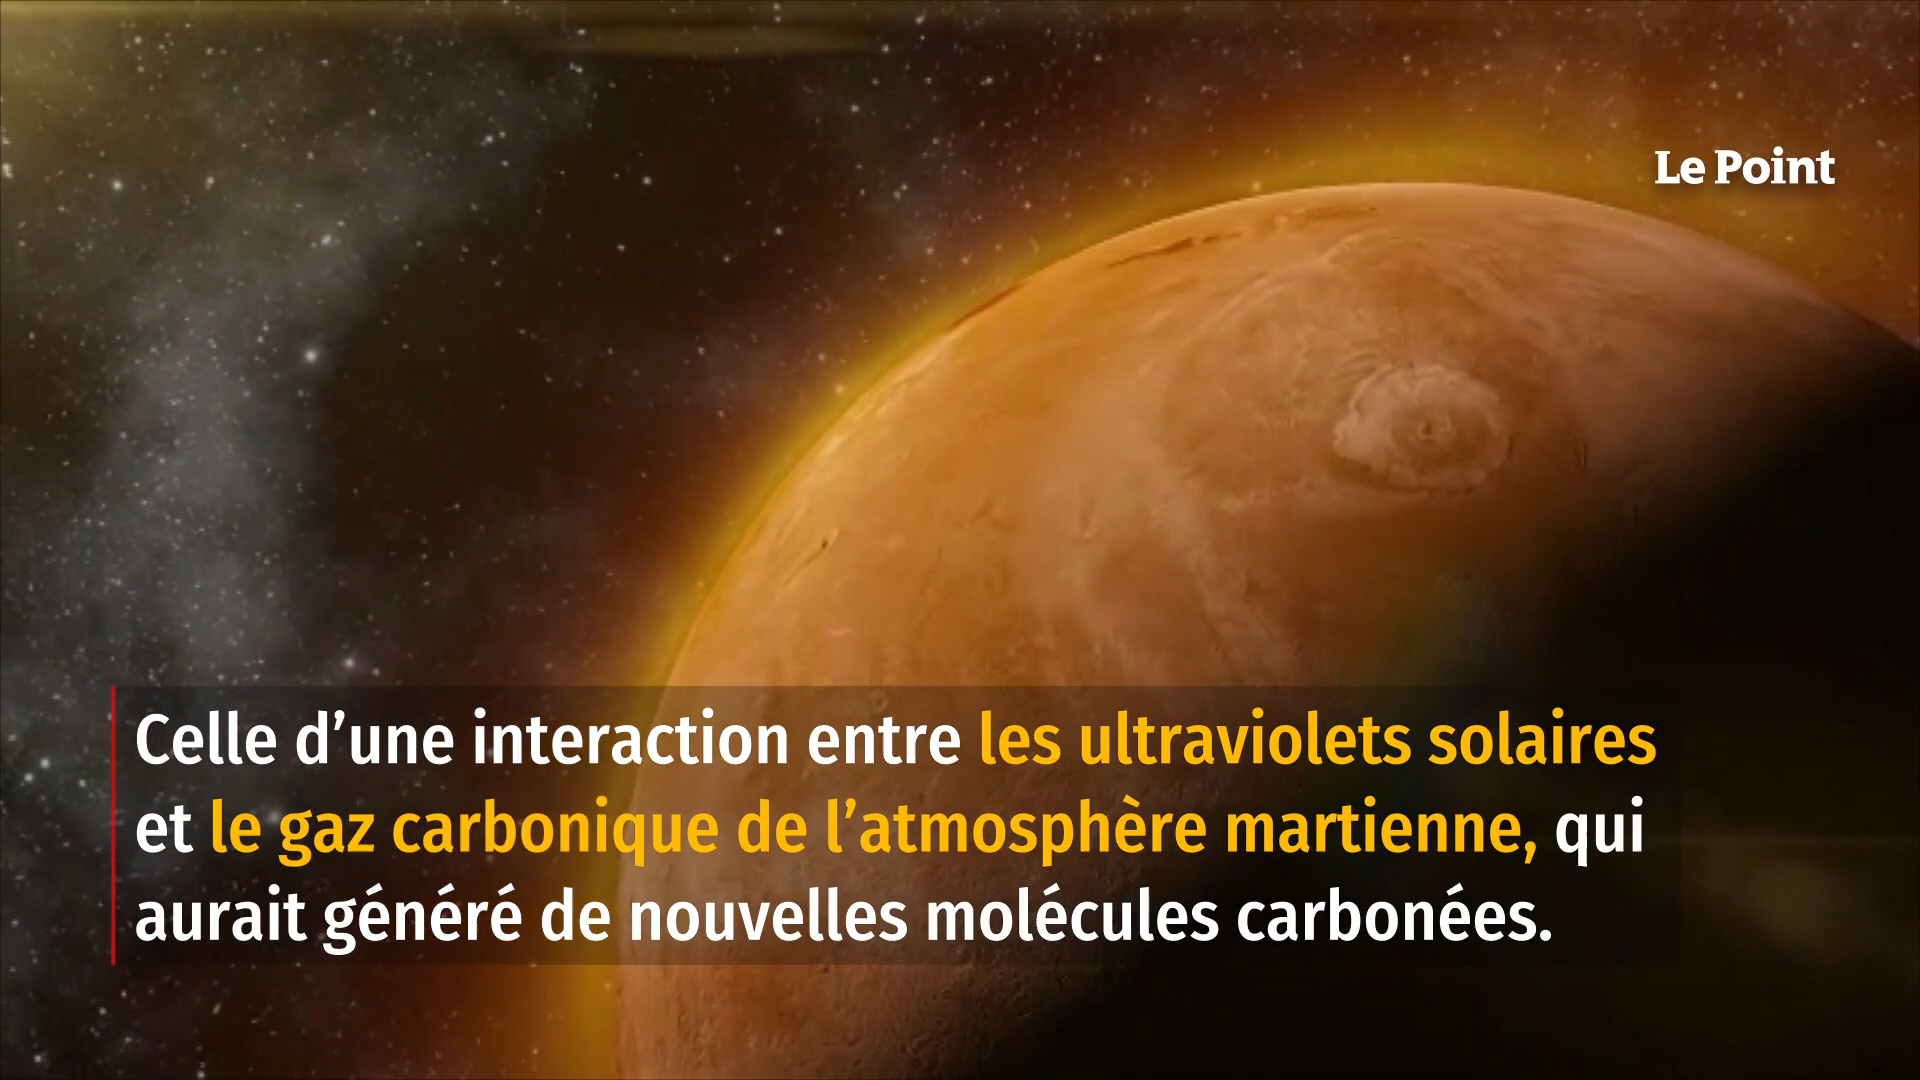 Le Point
Celle d’une interaction entre les ultraviolets solaires
et le gaz carbonique de l’atmosphère martienne, qui
aurait généré de nouvelles molécules carbonées.